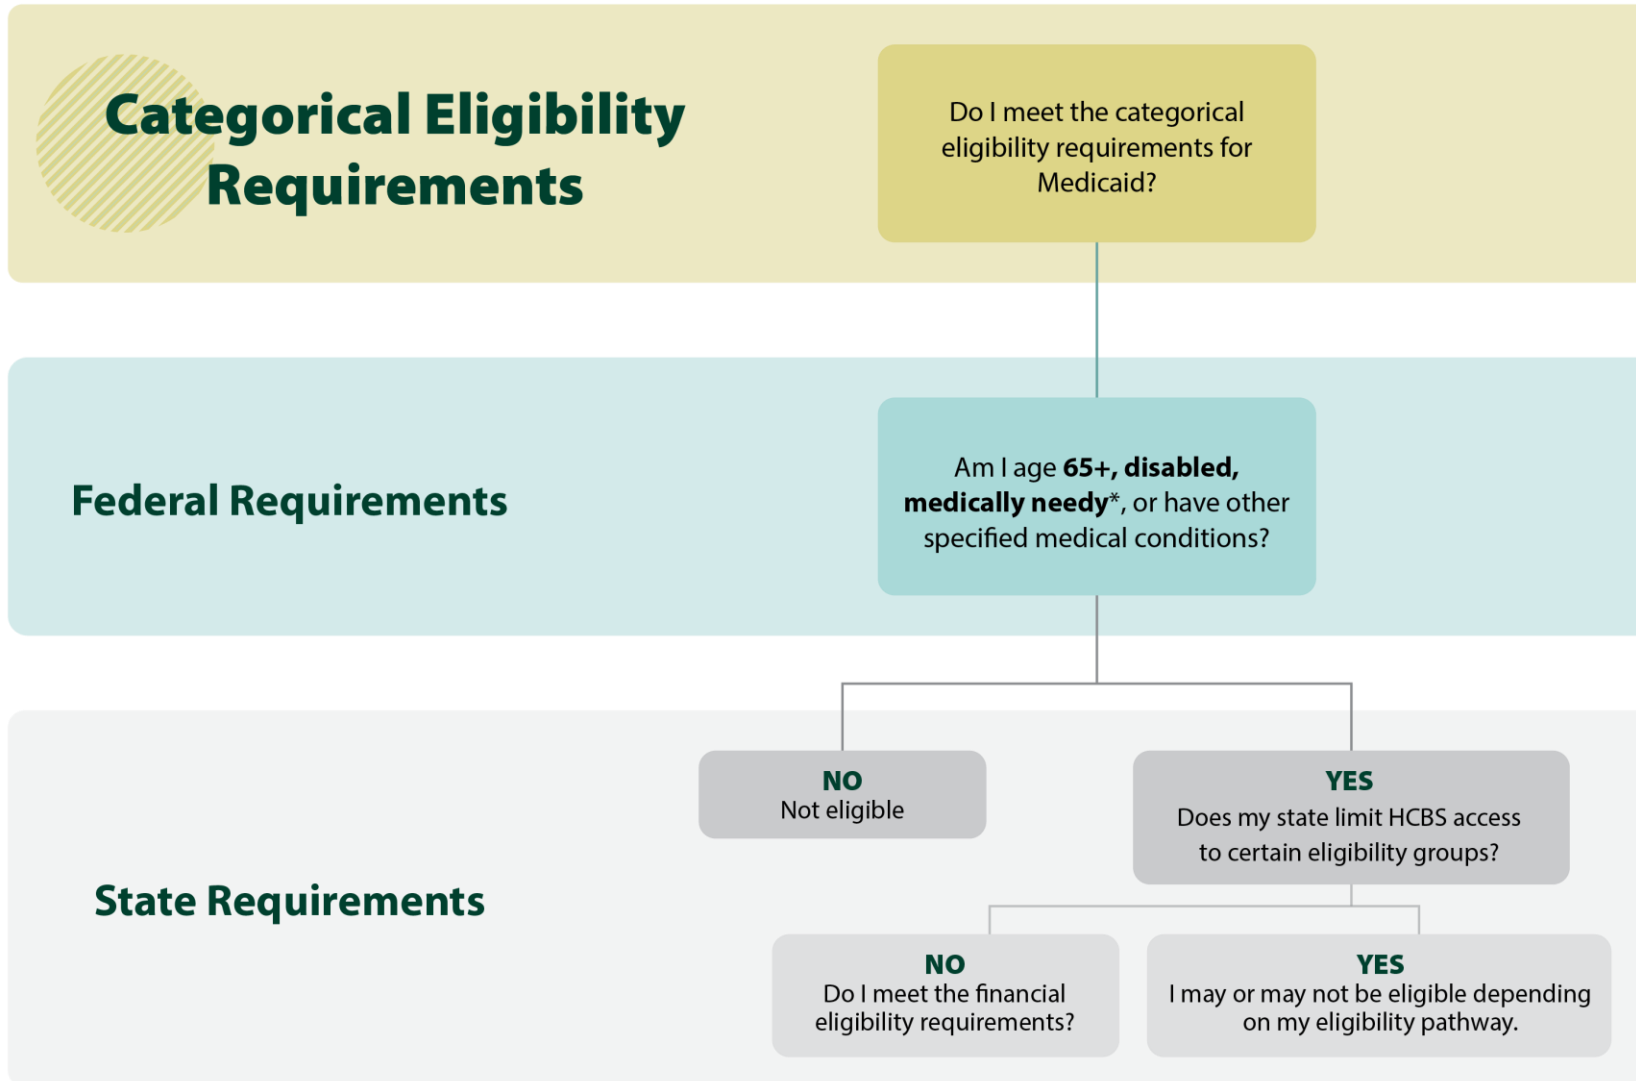 Categorical Eligibility
Requirements
Do I meet the categorical
eligibility requirements for
Medicaid?
Federal Requirements
Am I age 65+, disabled,
medically needy*, or have other
specified medical conditions?
State Requirements
NO
Not eligible
YES
Does my state limit HCBS access
to certain eligibility groups?
NO
Do I meet the financial
eligibility requirements?
YES
I may or may not be eligible depending
on my eligibility pathway.